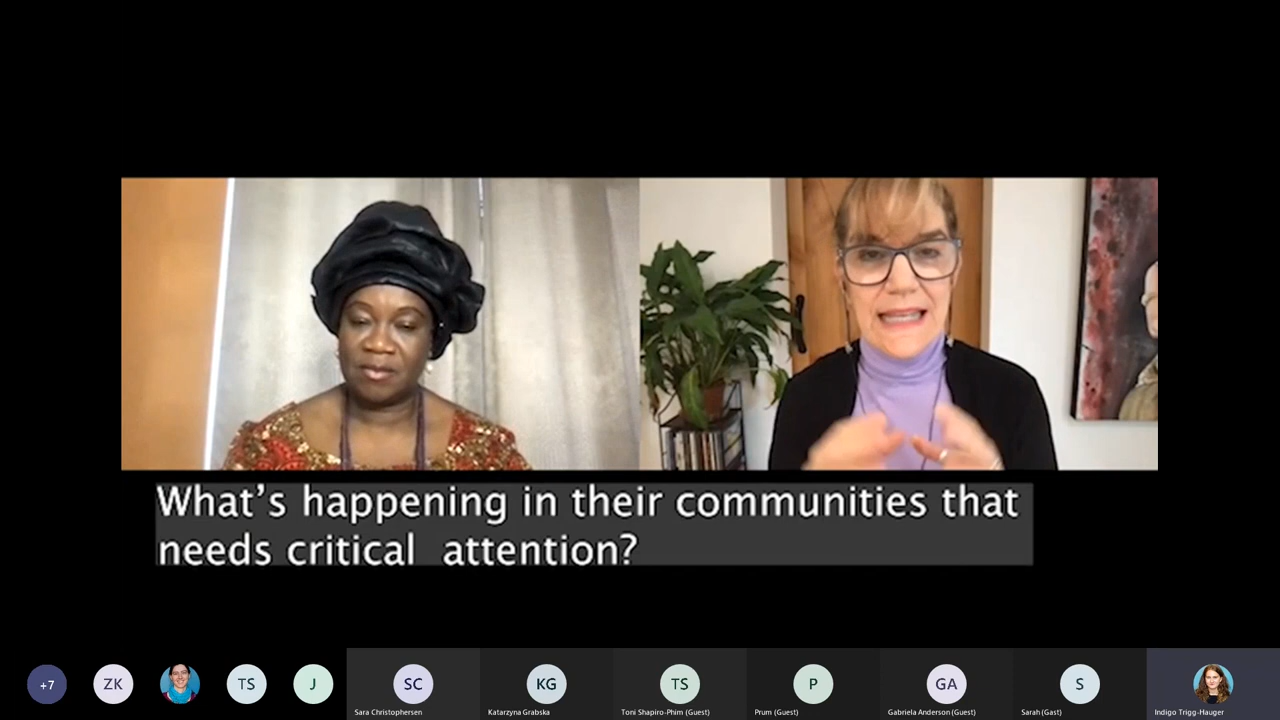 What's happening in their communities that
needs critical  attention?
+7
ZK
TS
J
SC
Sara Christophersen
KG
Katarzyna Grabska
TS
Toni Shapiro-Phim (Guest)
P
Prum (Guest)
GA
Gabriela Anderson (Guest)
S
Sarah (Gast)
Indigo Trigg-Hauger